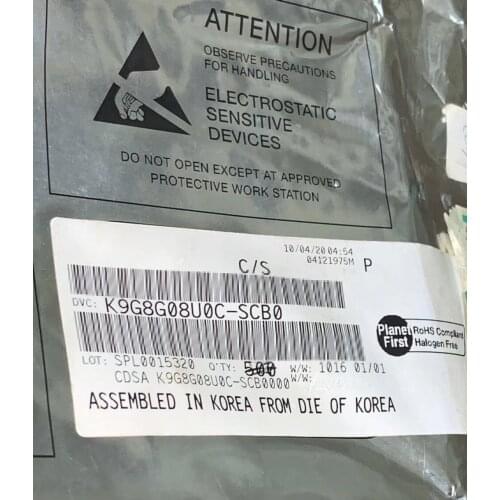 ATTENTION
OBSERVE PRECAUTIONS
FOR HANDLING
ELECTROSTATIC
SENSITIVE
DEVICES
DO NOT OPEN EXCEPT AT APPROVED
PROTECTIVE WORK STATION
10/04/20 04:54
C/S 04121975M P
DVC: K9G8G08U0C-SCB0
Planet First RoHS Compliant
Halogen Free
LOT: SPL0015320 Q'TY: 500 W/W: 1016 01/01
CDSA K9G8G08U0C-SCB0000 W/W:
ASSEMBLED IN KOREA FROM DIE OF KOREA